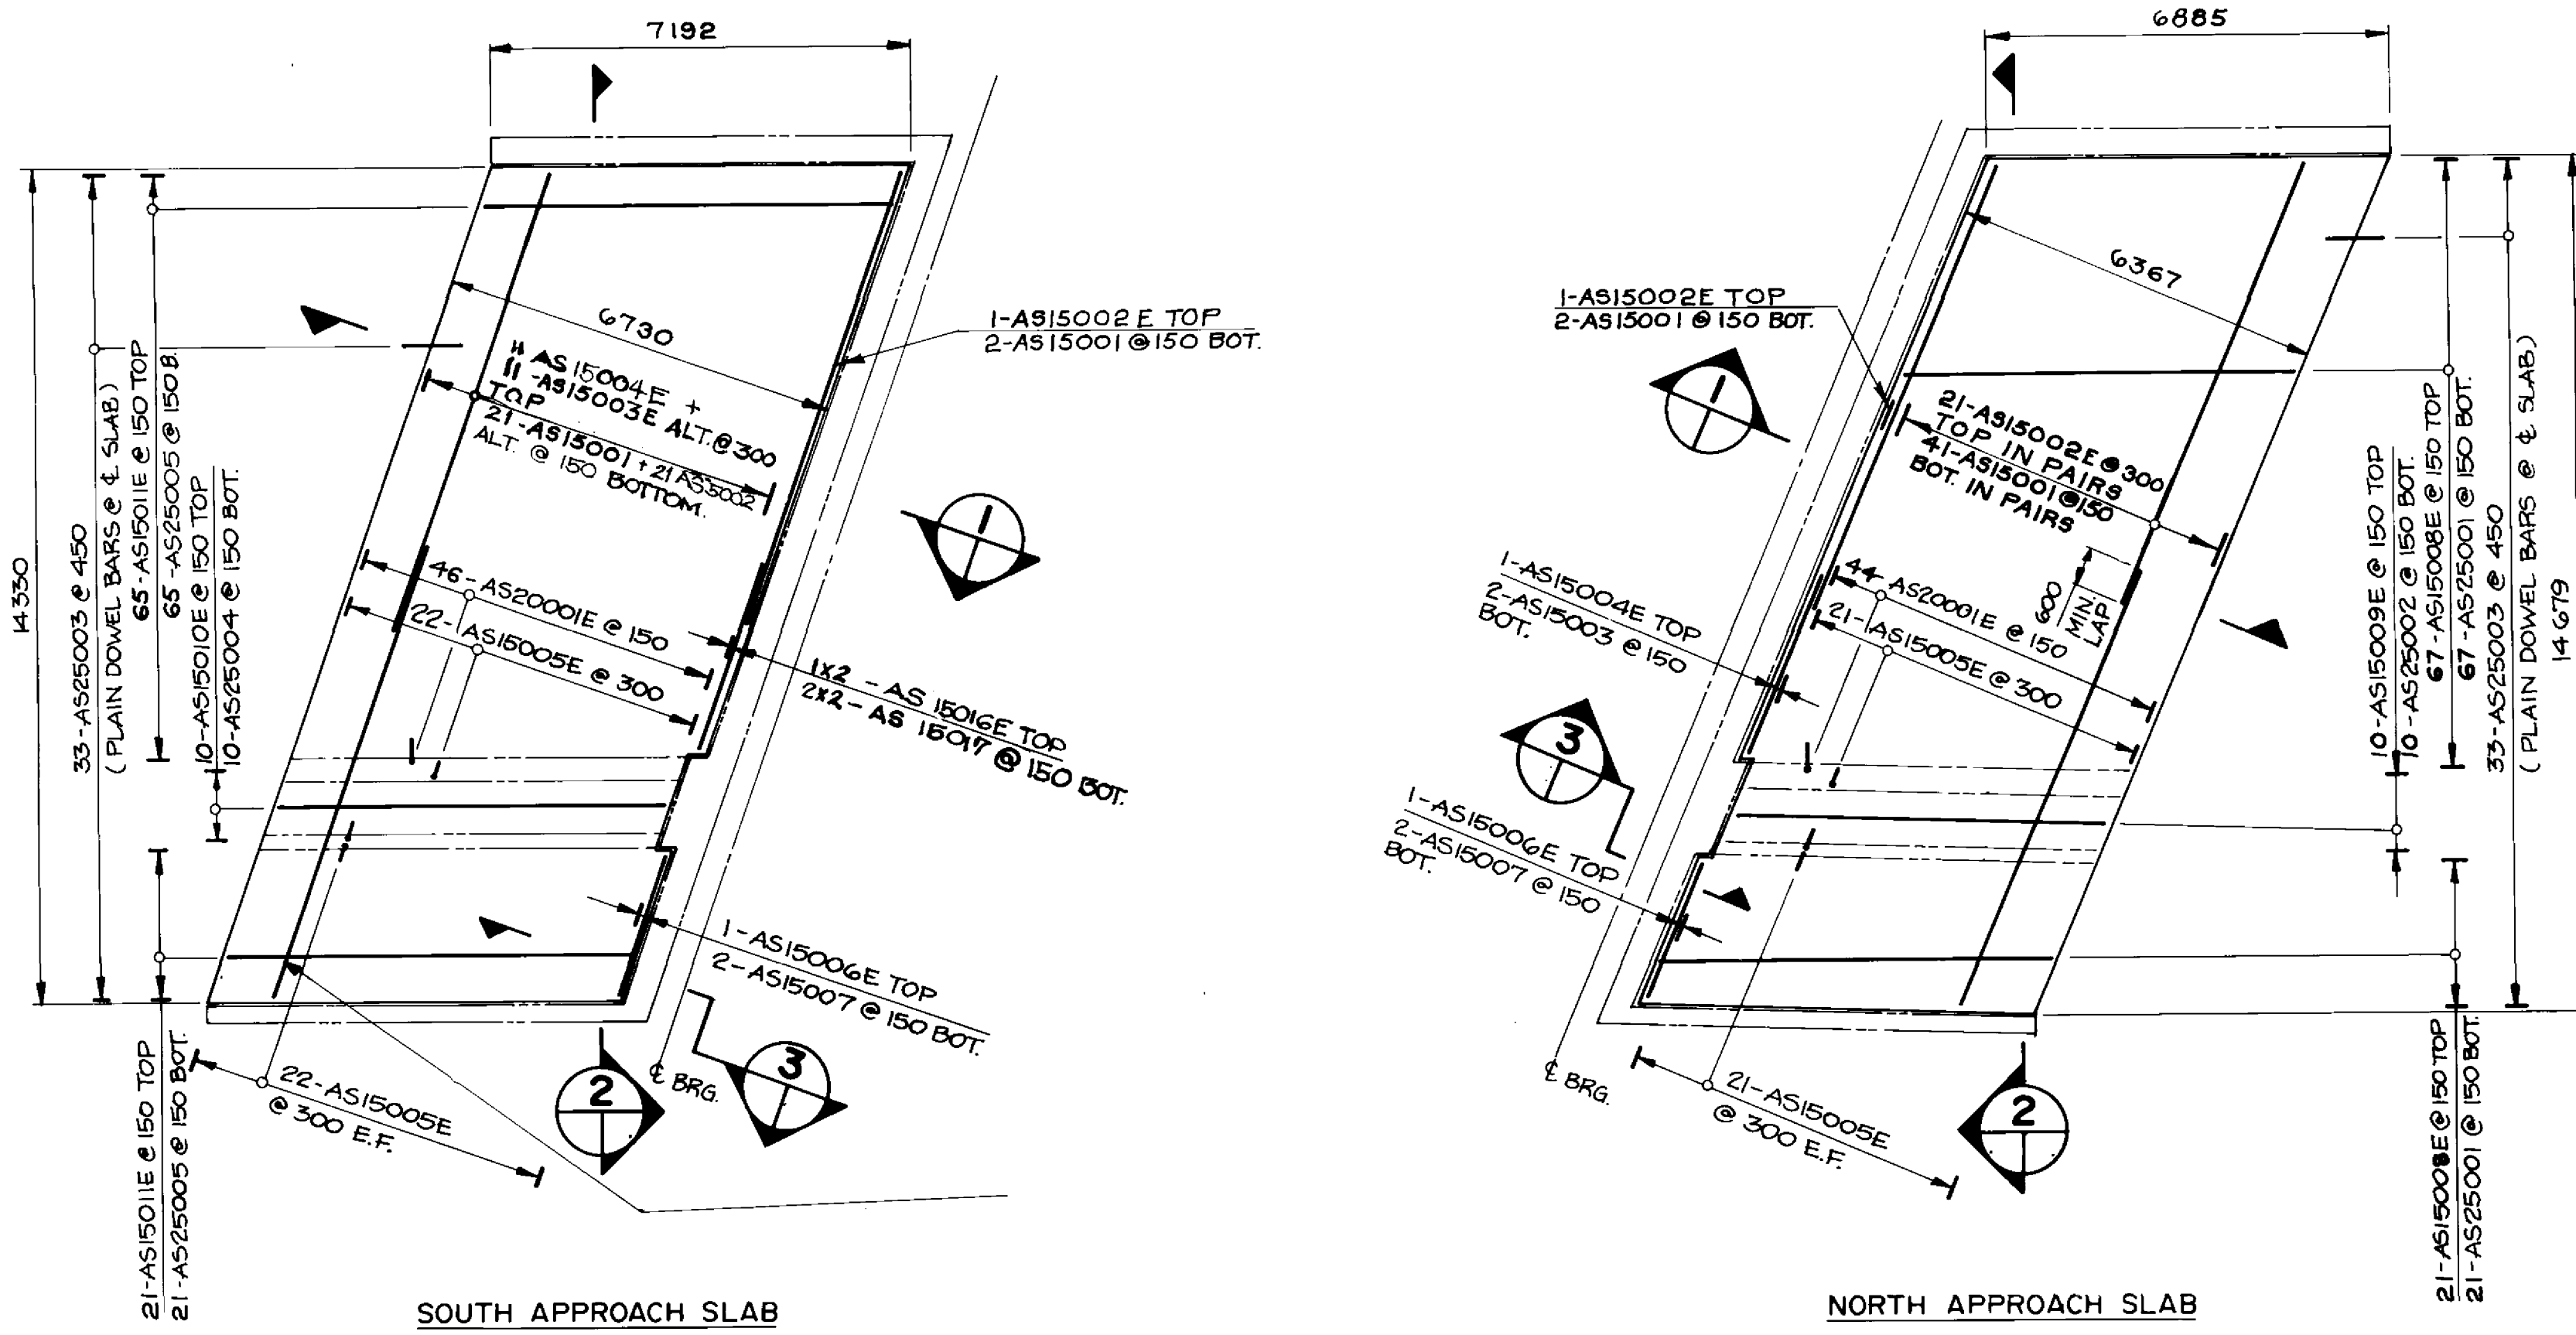 7192
14330
33-AS25003 @ 450
(PLAIN DOWEL BARS @ ℄ SLAB)
65-AS15011E @ 150 TOP
65-AS25005 @ 150 B.
10-AS15010E @ 150 TOP
10-AS25004 @ 150 BOT.
6730
11 AS15004E +
11-AS15003E ALT. @ 300
TOP
21-AS15001 + 21 AS35002
ALT. @ 150 BOTTOM.
1-AS15002E TOP
2-AS15001 @ 150 BOT.
1
46-AS20001E @ 150
22-AS15005E @ 300
1X2 - AS 15016E TOP
2X2 - AS 15017 @ 150 BOT.
1-AS15006E TOP
2-AS15007 @ 150 BOT.
21-AS15011E @ 150 TOP
21-AS25005 @ 150 BOT.
22-AS15005E
@ 300 E.F.
2
℄ BRG.
3
SOUTH APPROACH SLAB
6885
6367
1-AS15002E TOP
2-AS15001 @ 150 BOT.
1
21-AS15002E @ 300
TOP IN PAIRS
41-AS15001 @ 150
BOT. IN PAIRS
1-AS15004E TOP
2-AS15003 @ 150
BOT.
44-AS20001E @ 150
21-AS15005E @ 300
600
MIN.
LAP
3
1-AS15006E TOP
2-AS15007 @ 150
BOT.
10-AS15009E @ 150 TOP
10-AS25002 @ 150 BOT.
67-AS15008E @ 150 TOP
67-AS25001 @ 150 BOT.
33-AS25003 @ 450
(PLAIN DOWEL BARS @ ℄ SLAB)
14679
℄ BRG.
21-AS15005E
@ 300 E.F.
2
21-AS15008E @ 150 TOP
21-AS25001 @ 150 BOT.
NORTH APPROACH SLAB